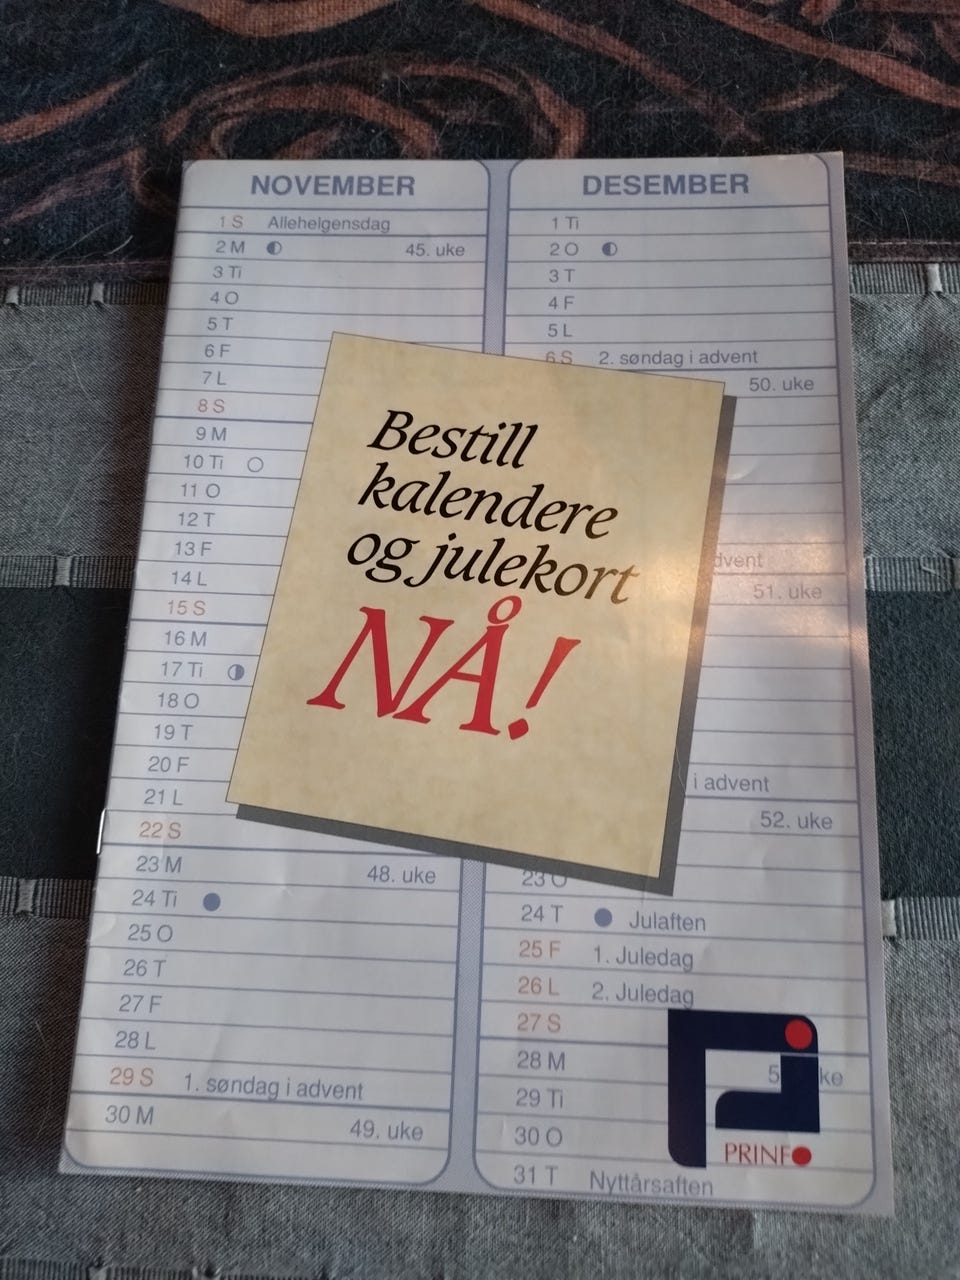 NOVEMBER
1 S Allehelgensdag
2 M 45. uke
3 Ti
4 O
5 T
6 F
7 L
8 S
9 M
10 Ti
11 O
12 T
13 F
14 L
15 S
16 M
17 Ti
18 O
19 T
20 F
21 L
22 S
23 M 48. uke
24 Ti
25 O
26 T
27 F
28 L
29 S 1. søndag i advent
30 M 49. uke
DESEMBER
1 Ti
2 O
3 T
4 F
5 L
6 S 2. søndag i advent
50. uke
dvent
51. uke
i advent
52. uke
23 O
24 T Julaften
25 F 1. Juledag
26 L 2. Juledag
27 S
28 M 5 ke
29 Ti
30 O
31 T Nyttårsaften
Bestill
kalendere
og julekort
NÅ!
PRINFO